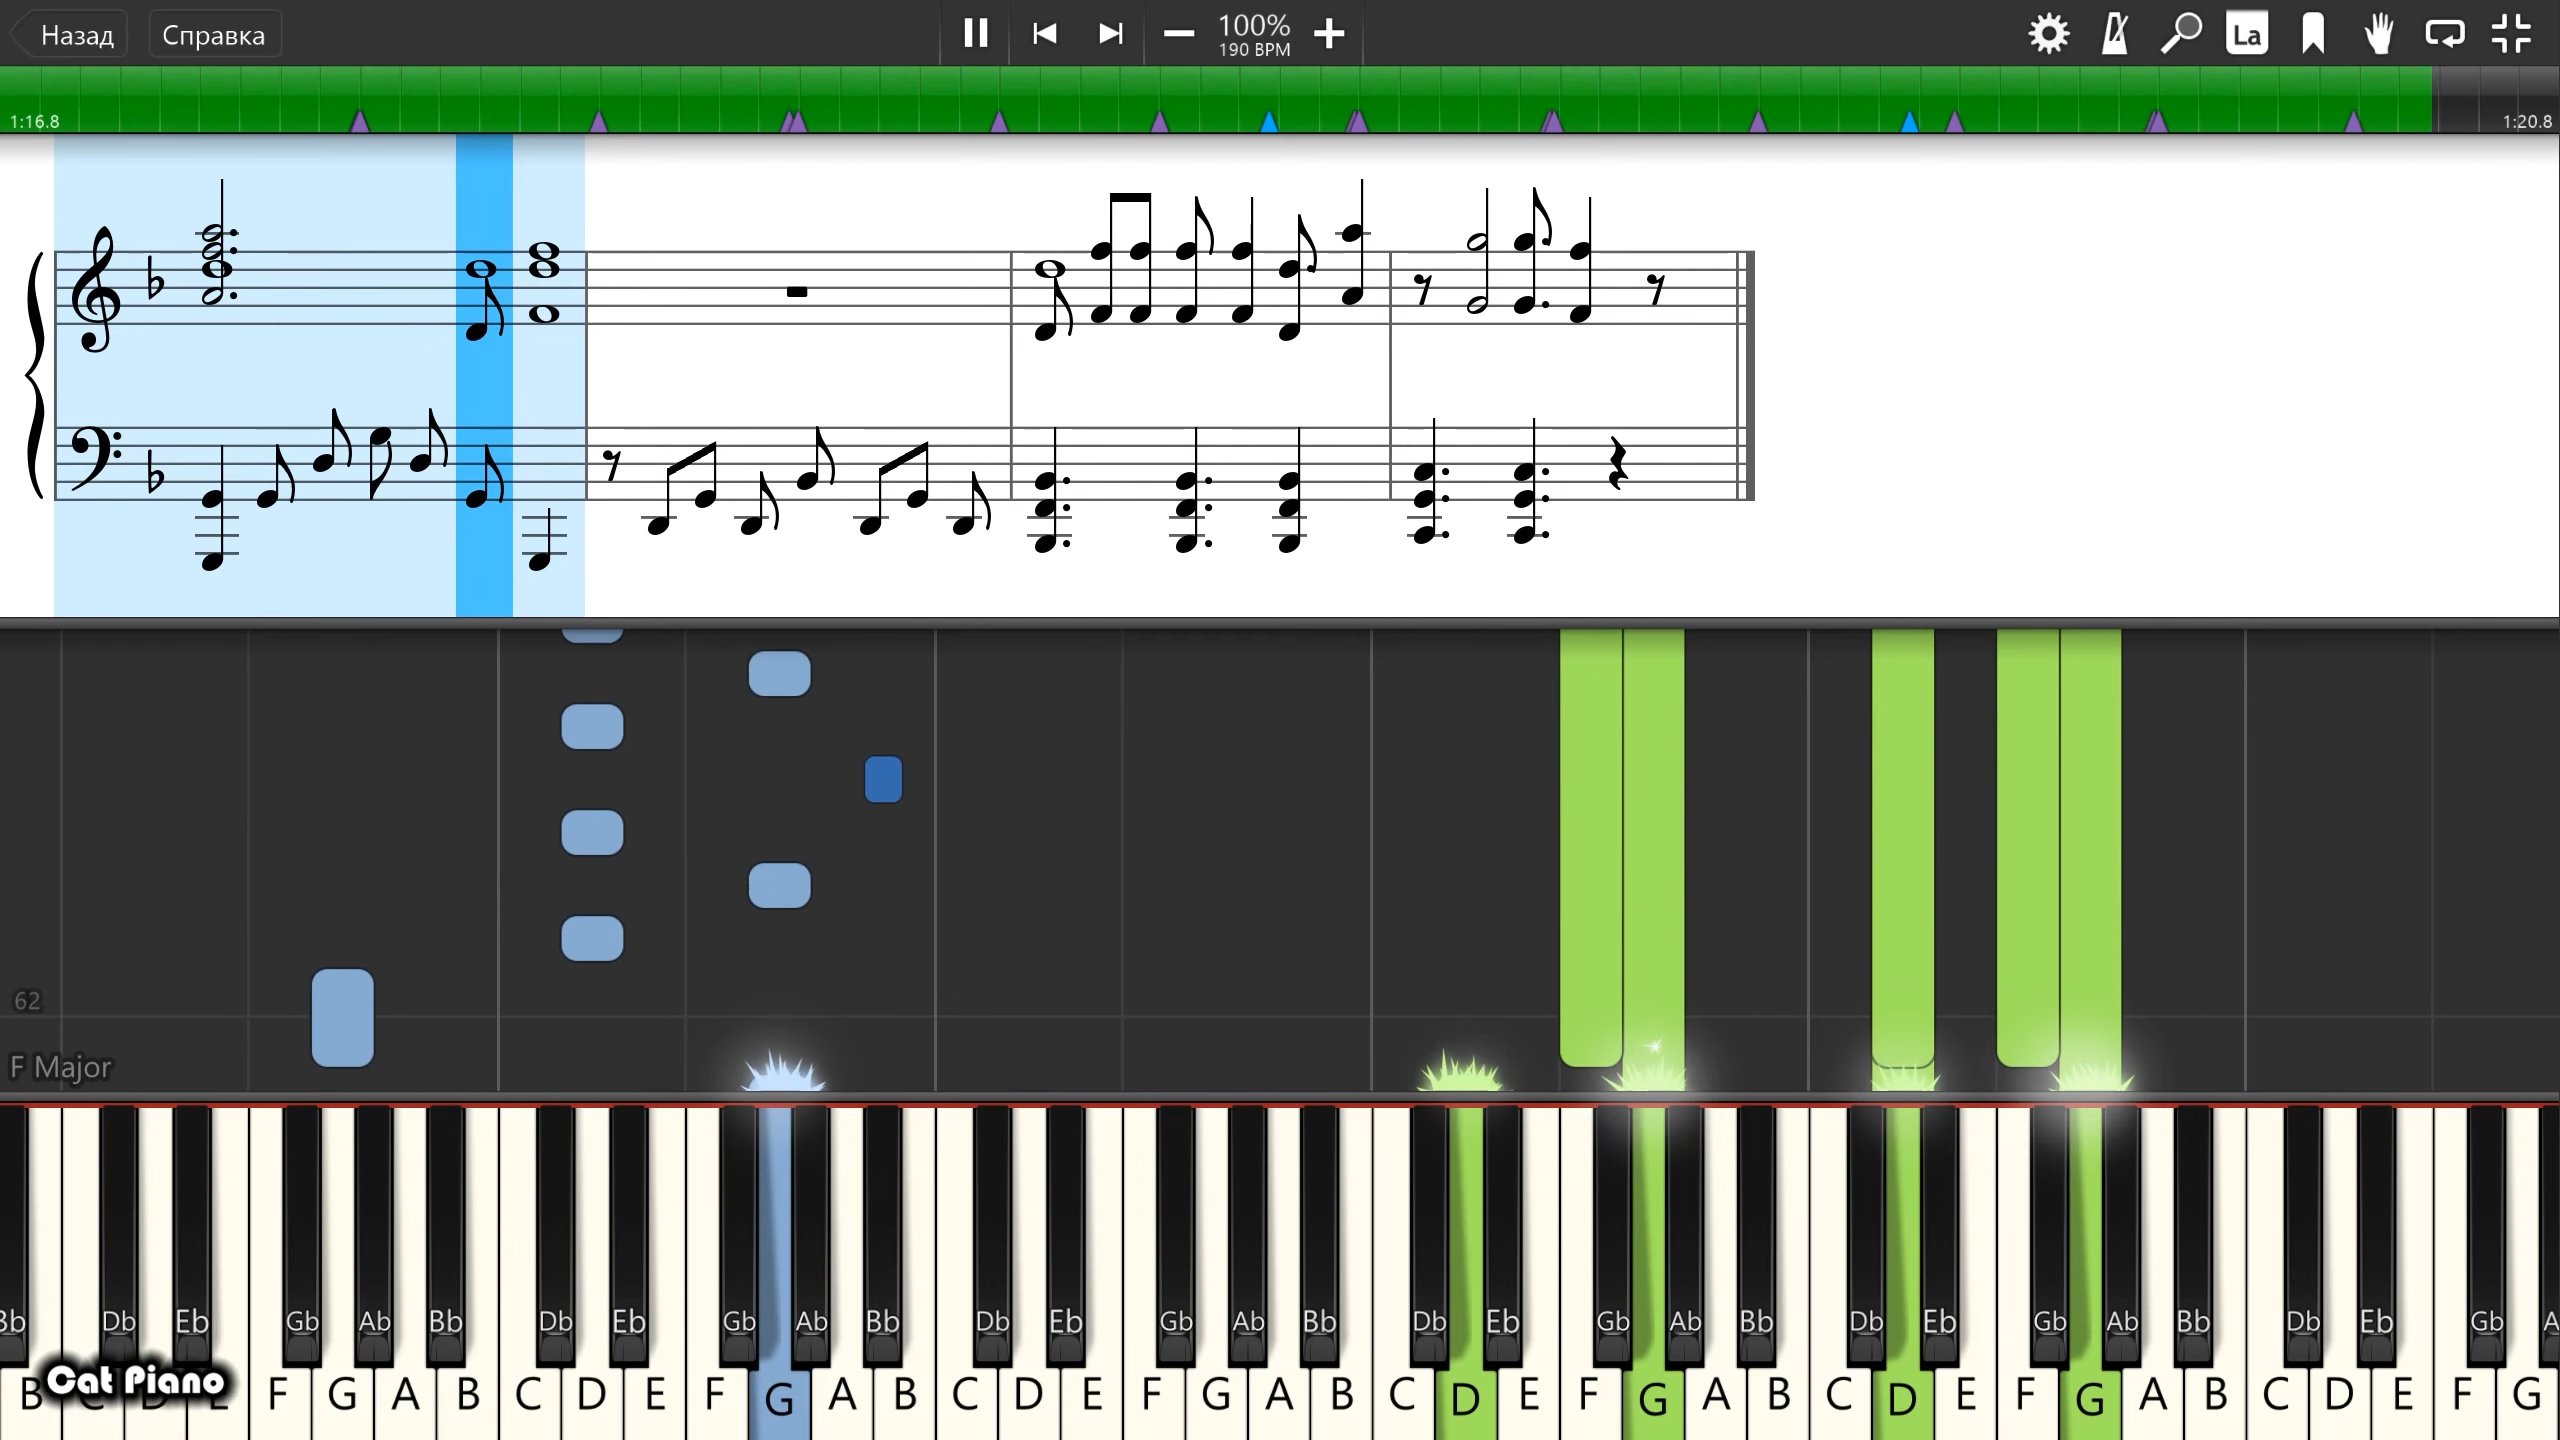 Назад Справка 100% La
190 BPM
1:16.8 1:20.8
62
F Major
Bb Db Eb Gb Ab Bb Db Eb Gb Ab Bb Db Eb Gb Ab Bb Db Eb Gb Ab Bb Db Eb Gb Ab Bb Db Eb Gb A
Cat Piano
B C D E F G A B C D E F G A B C D E F G A B C D E F G A B C D E F G A B C D E F G